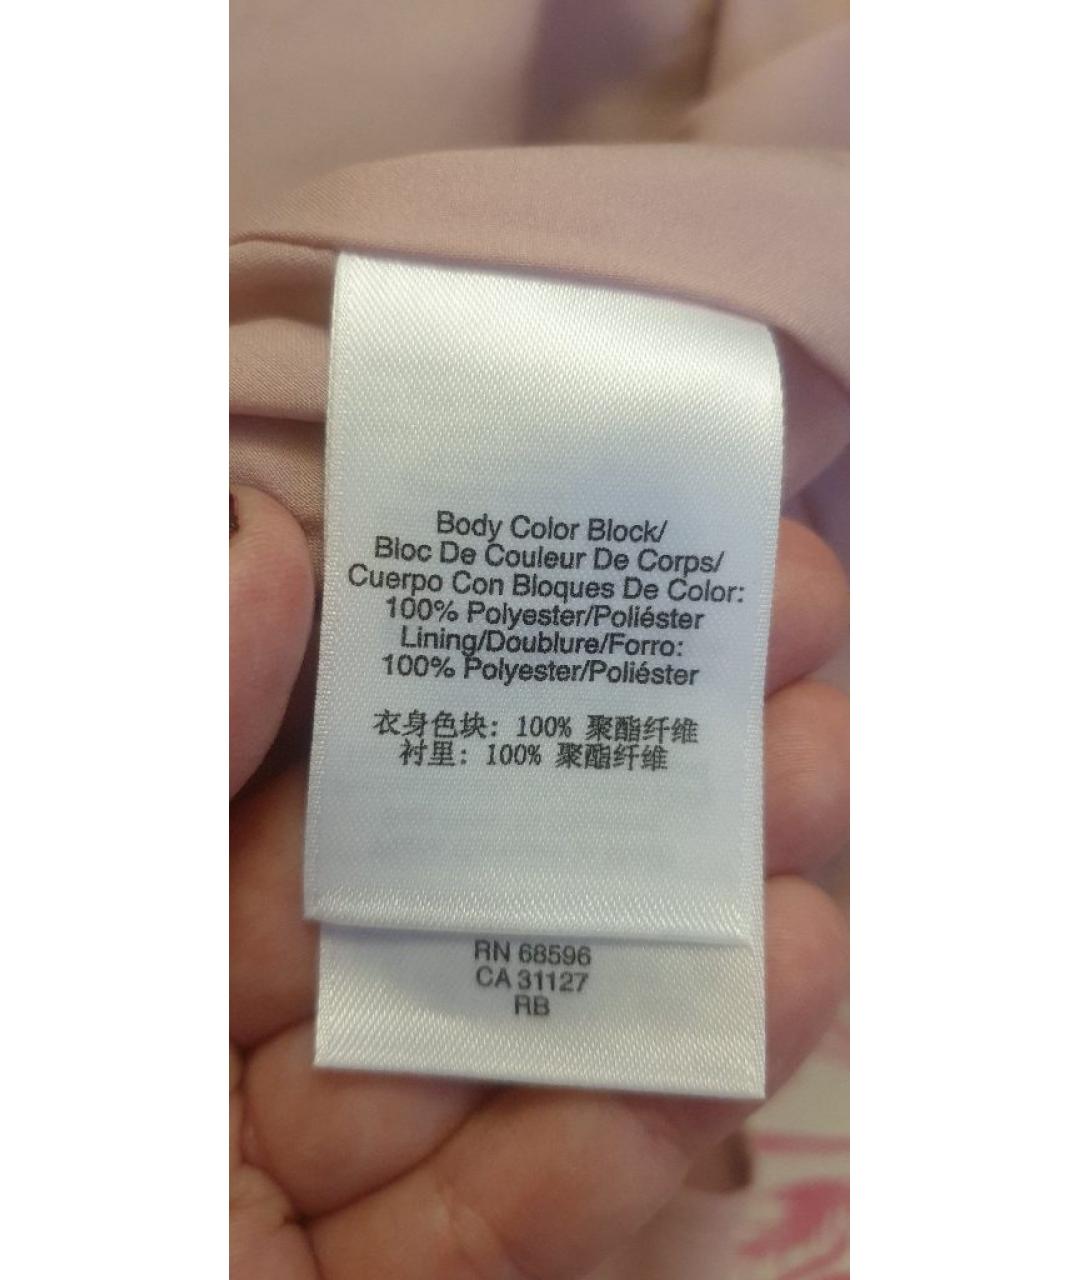 Body Color Block/
Bloc De Couleur De Corps/
Cuerpo Con Bloques De Color:
100% Polyester/Poliéster
Lining/Doublure/Forro:
100% Polyester/Poliéster
衣身色块: 100% 聚酯纤维
衬里: 100% 聚酯纤维
RN 68596
CA 31127
RB